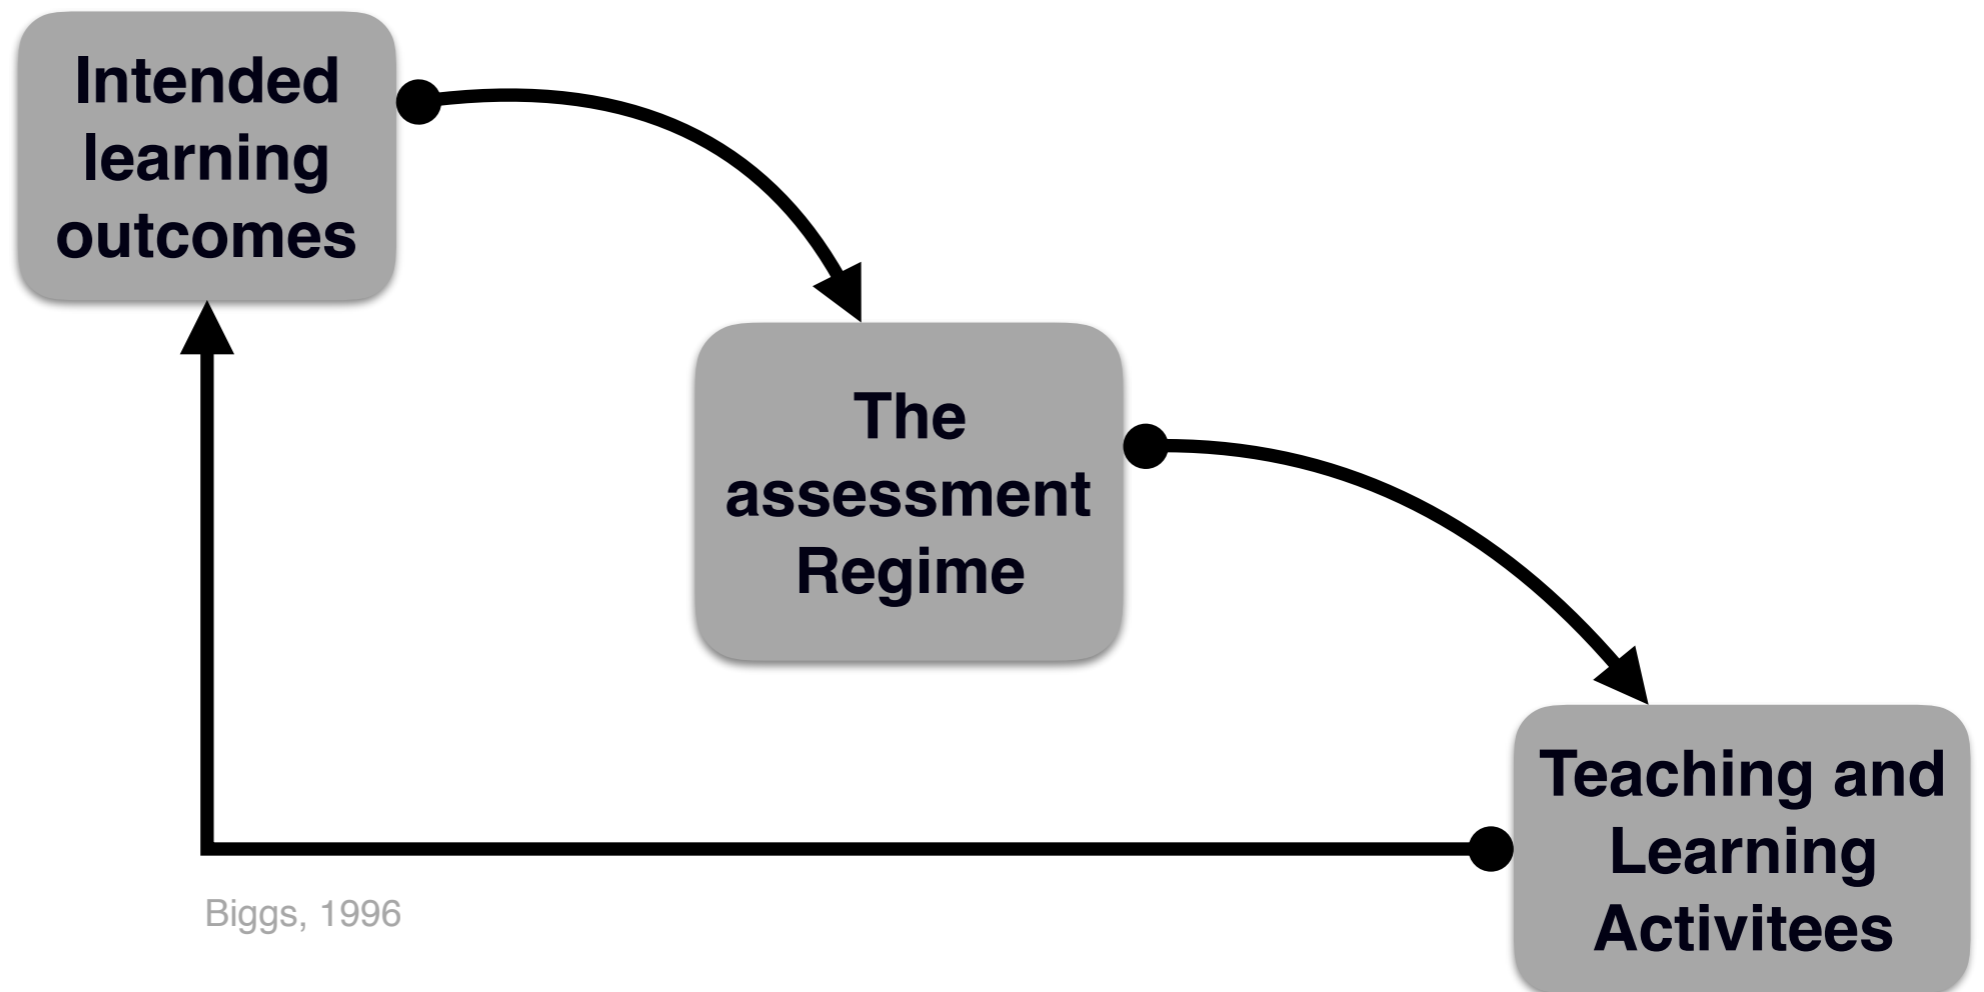 Intended
learning
outcomes
The
assessment
Regime
Teaching and
Learning
Activitees
Biggs, 1996